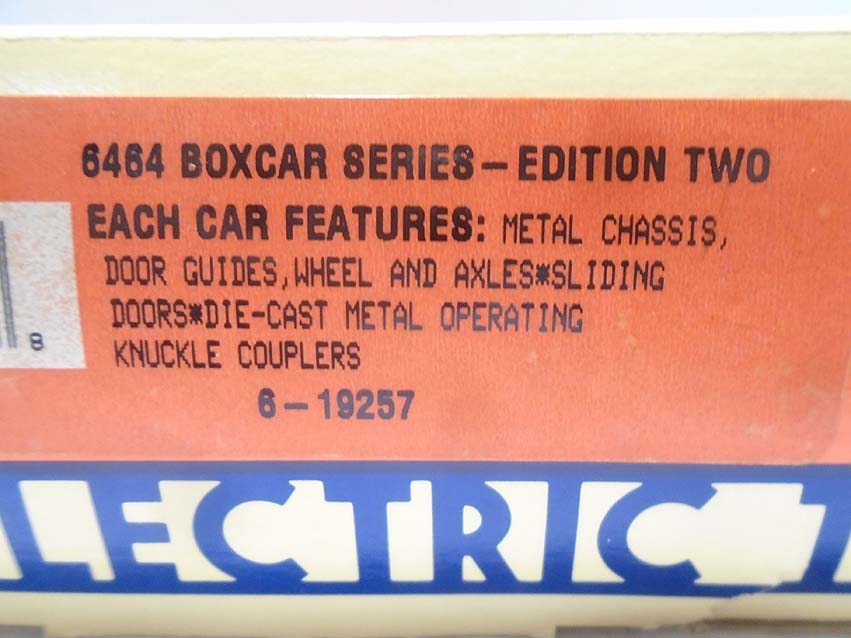 6464 BOXCAR SERIES – EDITION TWO
EACH CAR FEATURES: METAL CHASSIS,
DOOR GUIDES, WHEEL AND AXLES*SLIDING
DOORS*DIE-CAST METAL OPERATING
KNUCKLE COUPLERS
8
6 – 19257
LECTRIC T